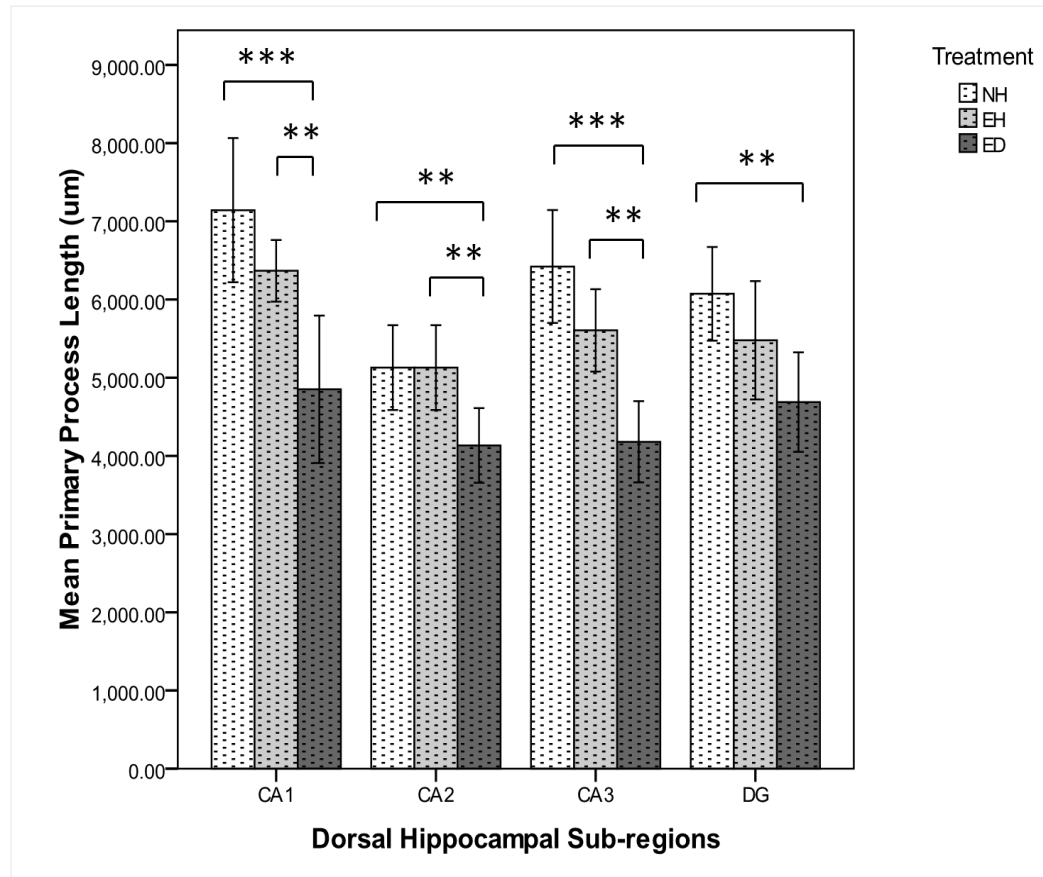 Treatment
NH
EH
ED
Mean Primary Process Length (um)
9,000.00
8,000.00
7,000.00
6,000.00
5,000.00
4,000.00
3,000.00
2,000.00
1,000.00
0.00
***
**
**
**
***
**
**
CA1 CA2 CA3 DG
Dorsal Hippocampal Sub-regions